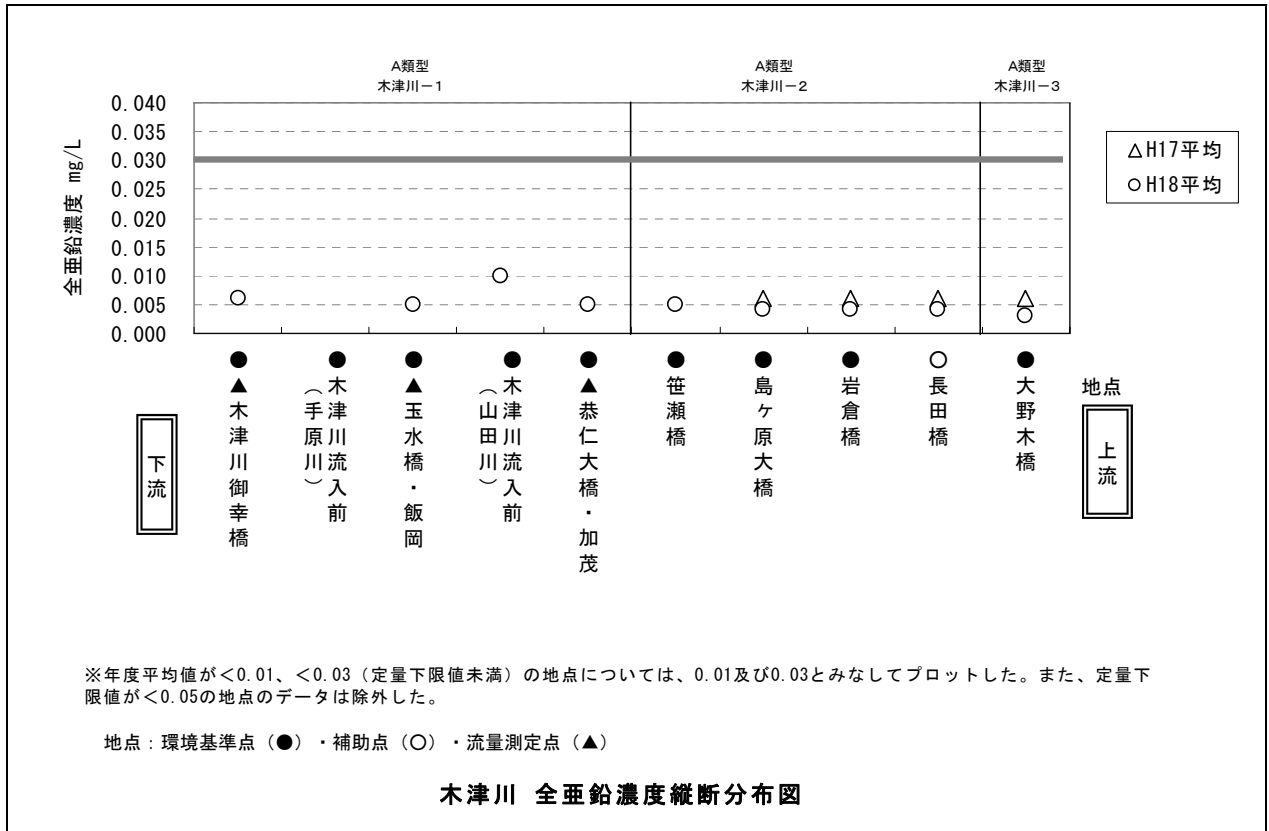 A類型
木津川－1
A類型
木津川－2
A類型
木津川－3
全亜鉛濃度 mg/L
0.040
0.035
0.030
0.025
0.020
0.015
0.010
0.005
0.000
△H17平均
○H18平均
●▲木津川御幸橋
●木津川流入前
（手原川）
●▲玉水橋・飯岡
●木津川流入前
（山田川）
●▲恭仁大橋・加茂
●笹瀬橋
●島ヶ原大橋
●岩倉橋
○長田橋
●大野木橋
地点
下流
上流
※年度平均値が＜0.01、＜0.03（定量下限値未満）の地点については、0.01及び0.03とみなしてプロットした。また、定量下
限値が＜0.05の地点のデータは除外した。
地点：環境基準点（●）・補助点（○）・流量測定点（▲）
木津川 全亜鉛濃度縦断分布図